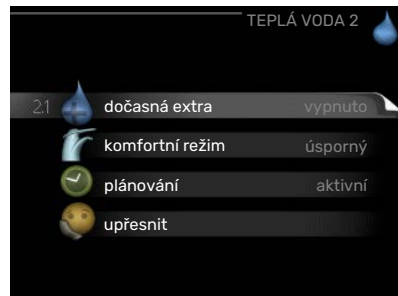 TEPLÁ VODA 2
2.1 dočasná extra vypnuto
komfortní režim úsporný
plánování aktivní
upřesnit